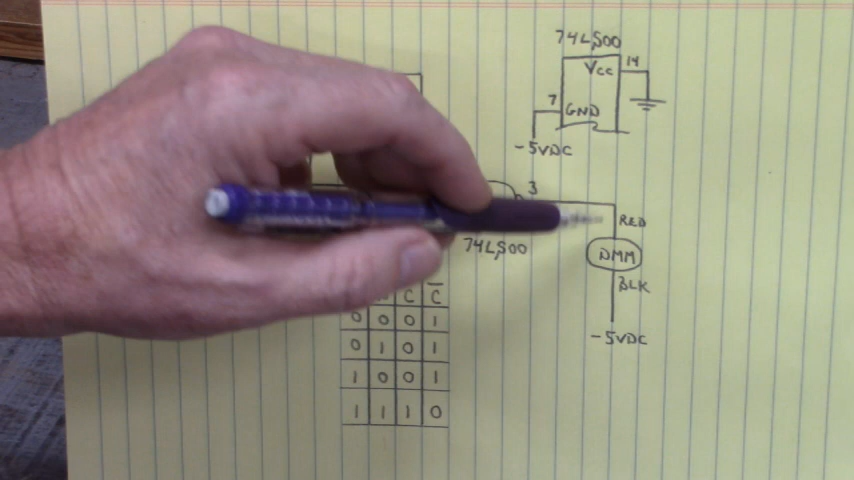 74LS00
VCC 14
7 GND
-5VDC
3
RED
74LS00
DMM
BLK
-5VDC
C C̅
0 0 0 1
0 1 0 1
1 0 0 1
1 1 1 0